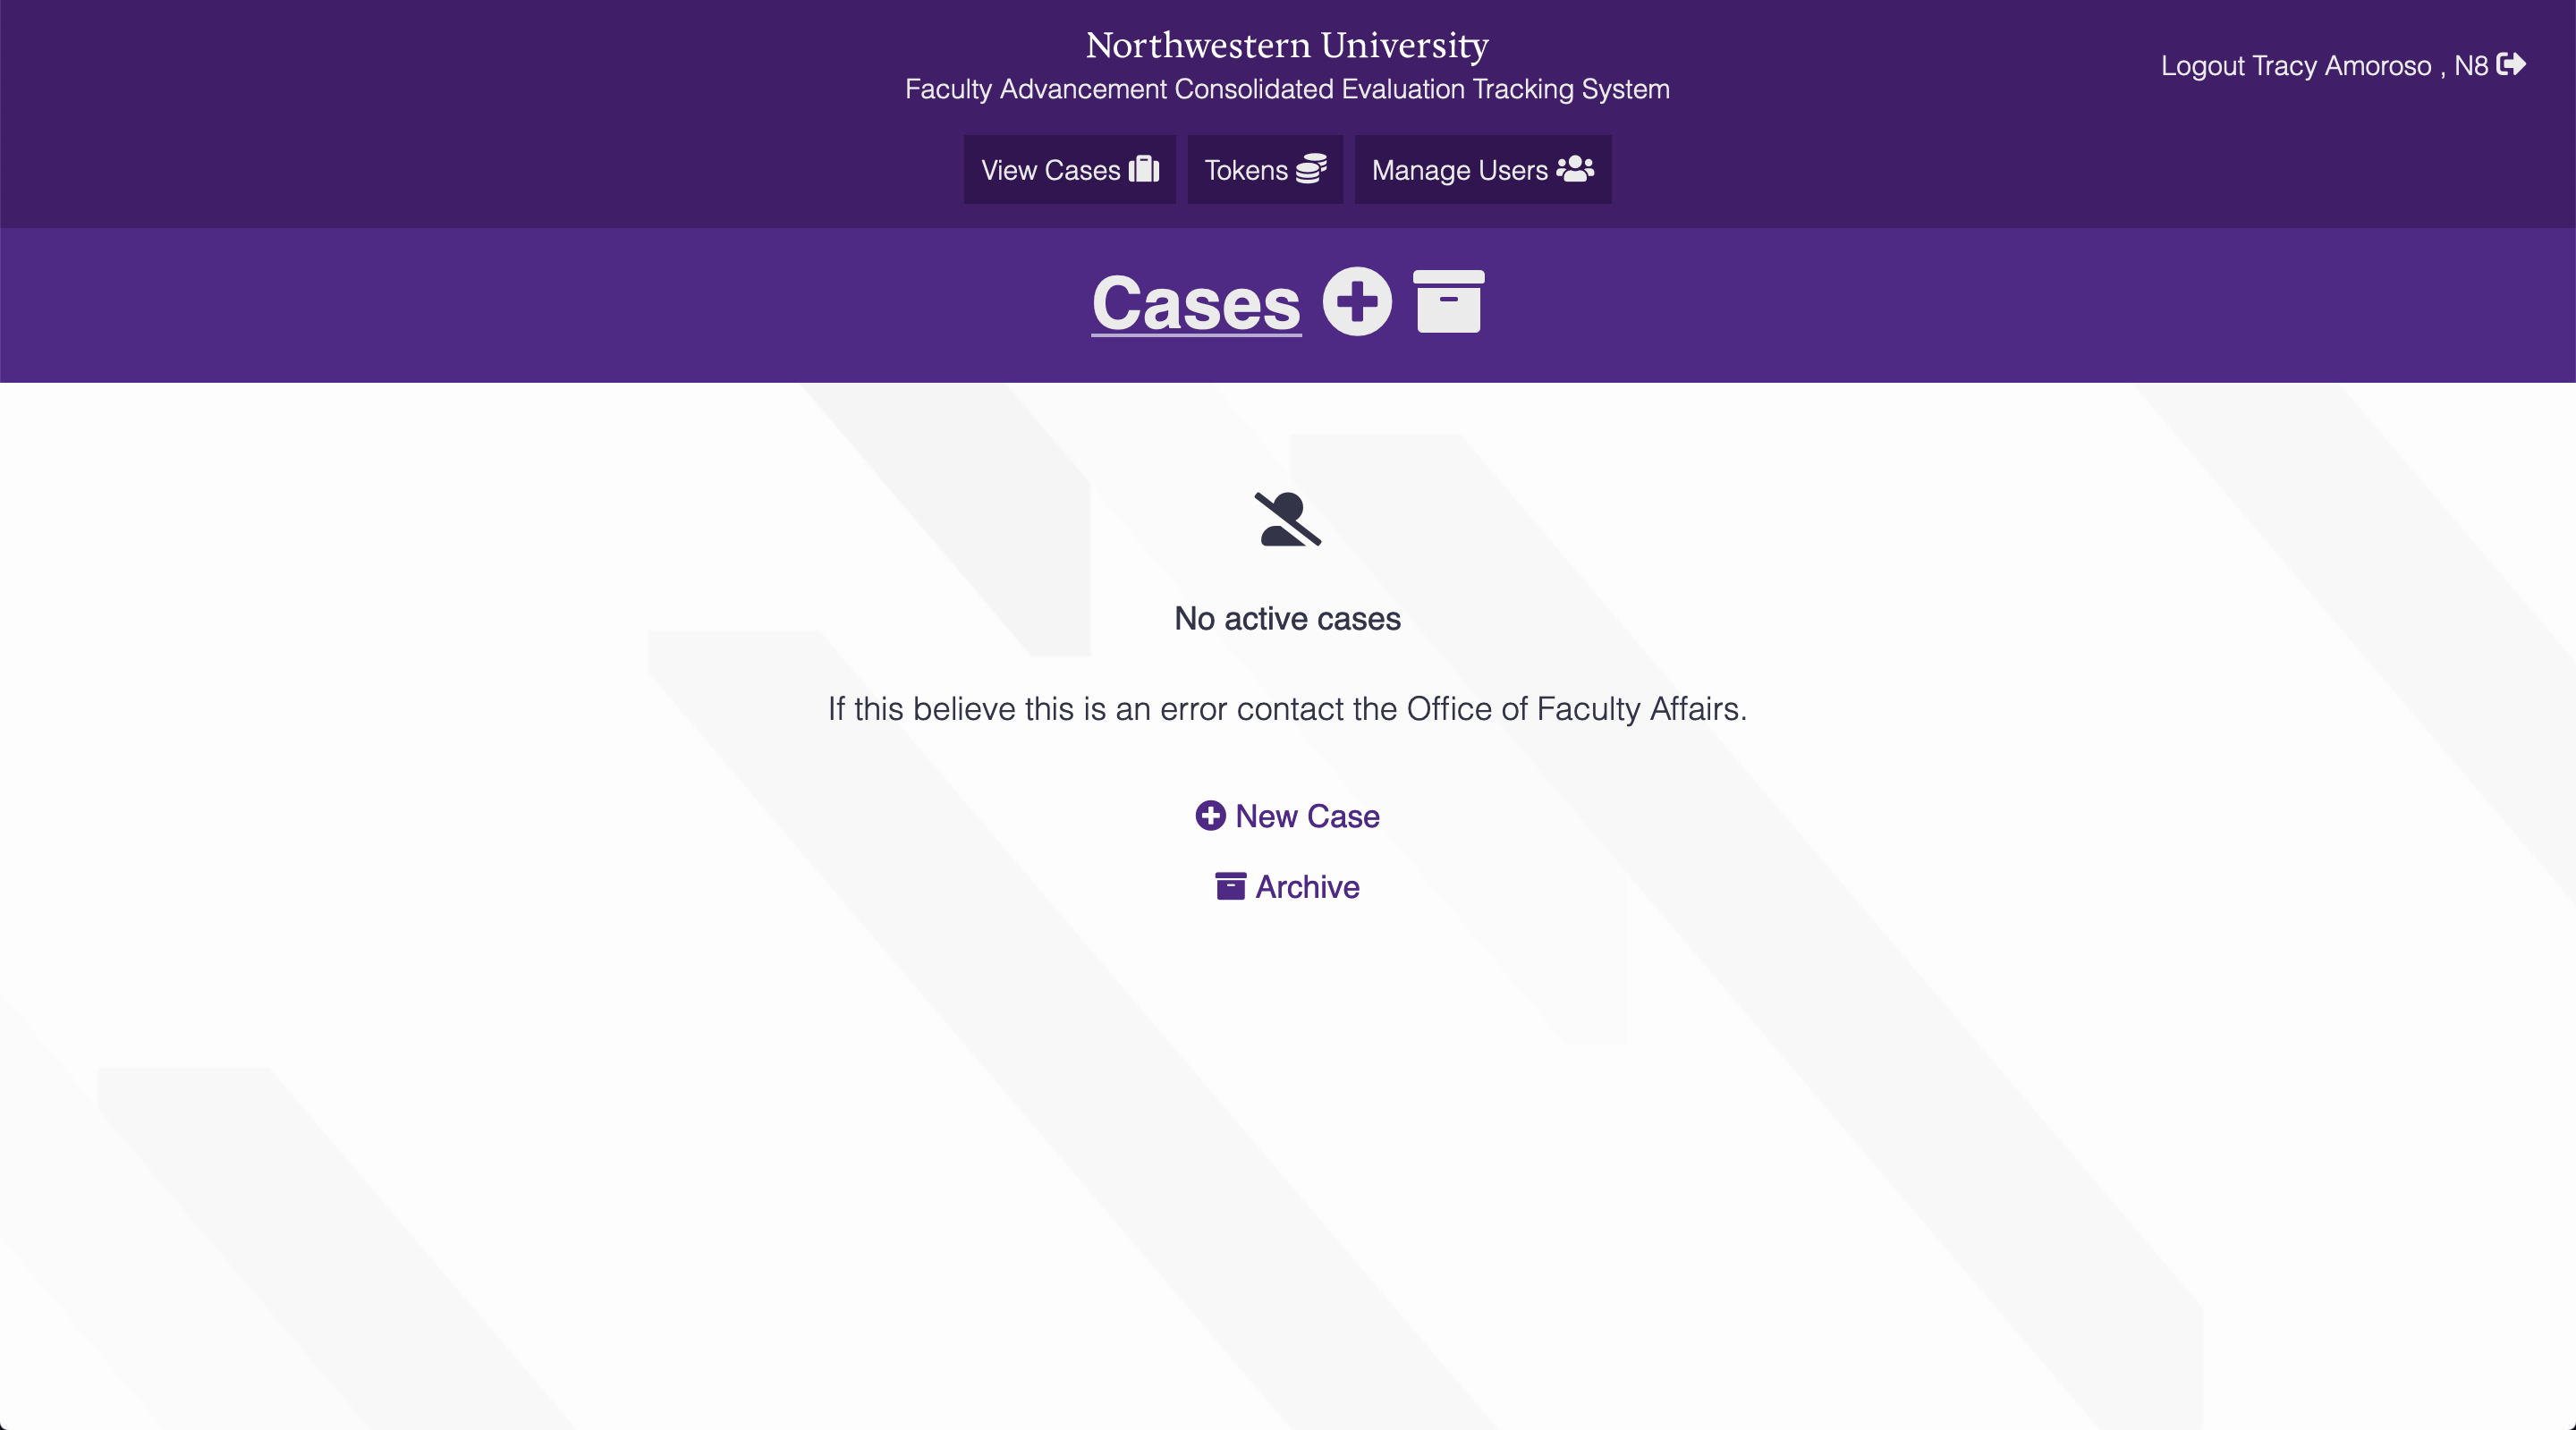 Northwestern University
Faculty Advancement Consolidated Evaluation Tracking System
Logout Tracy Amoroso , N8
View Cases
Tokens
Manage Users
Cases
No active cases
If this believe this is an error contact the Office of Faculty Affairs.
New Case
Archive